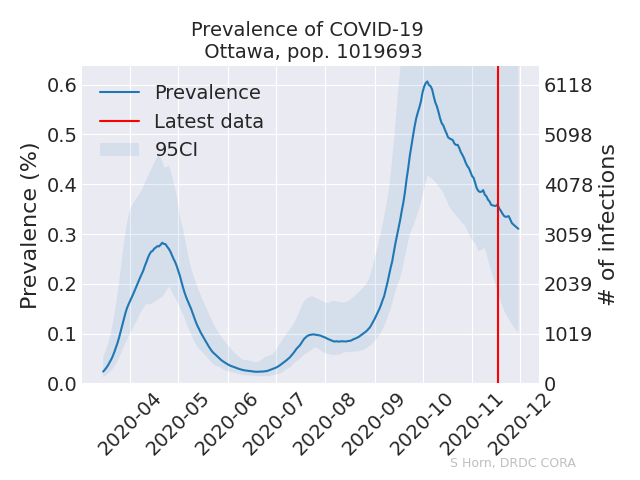 Prevalence of COVID-19
Ottawa, pop. 1019693
Prevalence
Latest data
95CI
Prevalence (%)
0.6
0.5
0.4
0.3
0.2
0.1
0.0
6118
5098
4078
3059
2039
1019
0
# of infections
2020-04
2020-05
2020-06
2020-07
2020-08
2020-09
2020-10
2020-11
2020-12
S Horn, DRDC CORA